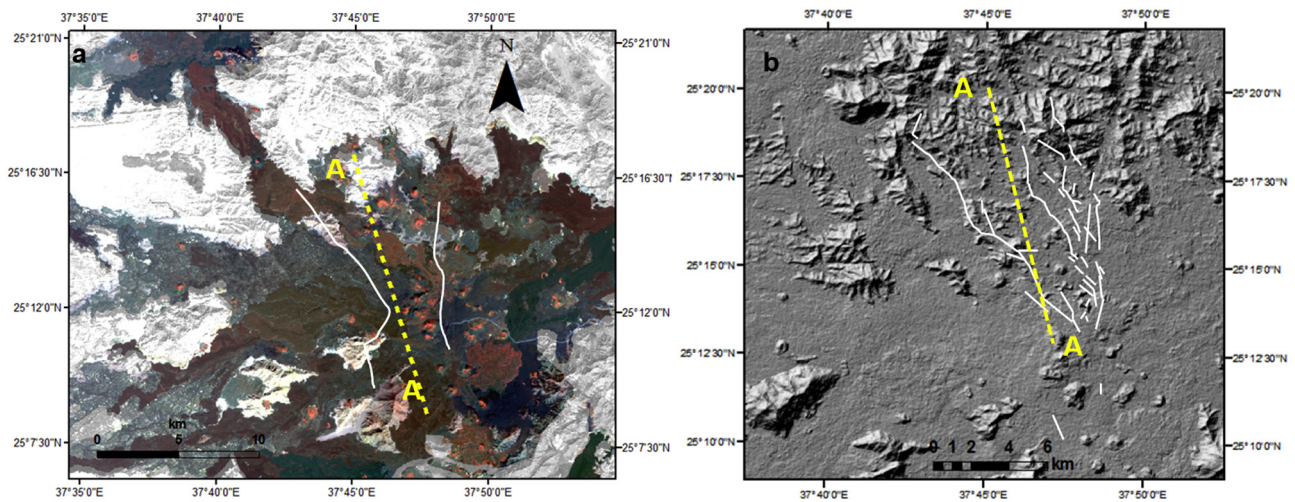 37°35'0"E 37°40'0"E 37°45'0"E 37°50'0"E
a
N
25°21'0"N 25°21'0"N
A
25°16'30"N 25°16'30"N
25°12'0"N 25°12'0"N
A
km
0 5 10
25°7'30"N 25°7'30"N
37°35'0"E 37°40'0"E 37°45'0"E 37°50'0"E
37°40'0"E 37°45'0"E 37°50'0"E
b
A
25°20'0"N 25°20'0"N
25°17'30"N 25°17'30"N
25°15'0"N 25°15'0"N
A
25°12'30"N 25°12'30"N
25°10'0"N 25°10'0"N
0 1 2 4 6
km
37°40'0"E 37°45'0"E 37°50'0"E